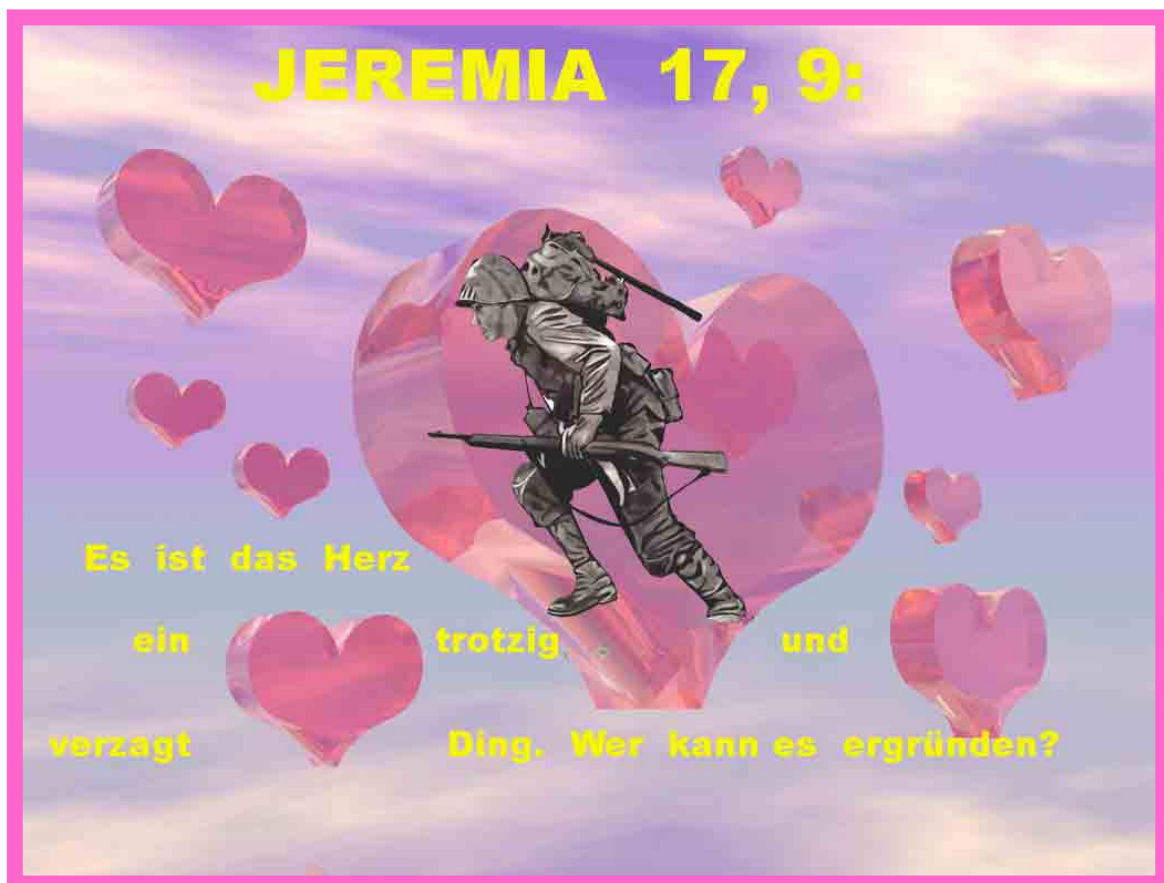 JEREMIA 17, 9:
Es ist das Herz
ein trotzig und
verzagt Ding. Wer kann es ergründen?